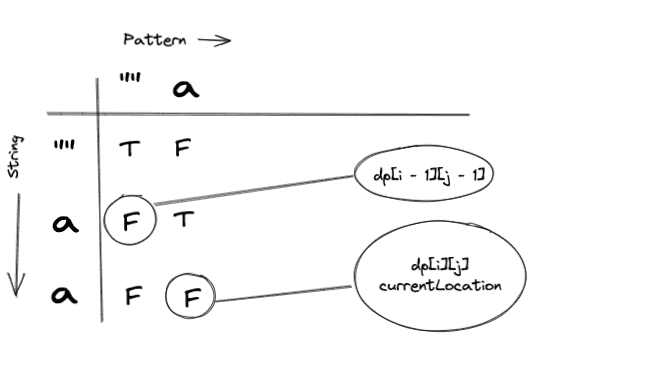 Pattern →
"" a
"" T F
String
dp[i - 1][j - 1]
a F T
dp[i][j]
currentLocation
a F F